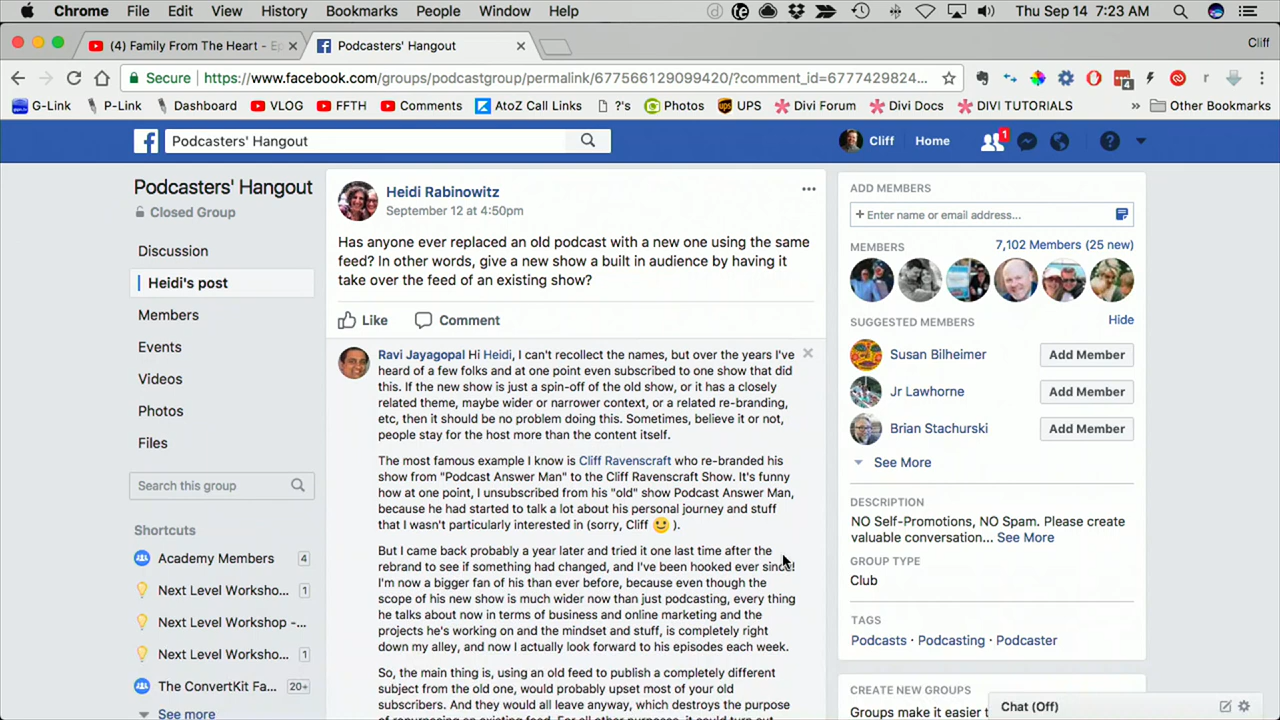 Chrome File Edit View History Bookmarks People Window Help Thu Sep 14 7:23 AM
(4) Family From The Heart - Ep
Podcasters' Hangout
Cliff
Secure https://www.facebook.com/groups/podcastgroup/permalink/677566129099420/?comment_id=6777429824...
G-Link P-Link Dashboard VLOG FFTH Comments AtoZ Call Links ?'s Photos UPS Divi Forum Divi Docs DIVI TUTORIALS » Other Bookmarks
Podcasters' Hangout
Cliff Home 1
Podcasters' Hangout
Closed Group
Discussion
Heidi's post
Members
Events
Videos
Photos
Files
Search this group
Shortcuts
Academy Members 4
Next Level Worksho... 1
Next Level Workshop -...
Next Level Worksho... 1
The ConvertKit Fa... 20+
See more
Heidi Rabinowitz
September 12 at 4:50pm
Has anyone ever replaced an old podcast with a new one using the same
feed? In other words, give a new show a built in audience by having it
take over the feed of an existing show?
Like Comment
Ravi Jayagopal Hi Heidi, I can't recollect the names, but over the years I've
heard of a few folks and at one point even subscribed to one show that did
this. If the new show is just a spin-off of the old show, or it has a closely
related theme, maybe wider or narrower context, or a related re-branding,
etc, then it should be no problem doing this. Sometimes, believe it or not,
people stay for the host more than the content itself.
The most famous example I know is Cliff Ravenscraft who re-branded his
show from "Podcast Answer Man" to the Cliff Ravenscraft Show. It's funny
how at one point, I unsubscribed from his "old" show Podcast Answer Man,
because he had started to talk a lot about his personal journey and stuff
that I wasn't particularly interested in (sorry, Cliff 😉 ).
But I came back probably a year later and tried it one last time after the
rebrand to see if something had changed, and I've been hooked ever since!
I'm now a bigger fan of his than ever before, because even though the
scope of his new show is much wider now than just podcasting, every thing
he talks about now in terms of business and online marketing and the
projects he's working on and the mindset and stuff, is completely right
down my alley, and now I actually look forward to his episodes each week.
So, the main thing is, using an old feed to publish a completely different
subject from the old one, would probably upset most of your old
subscribers. And they would all leave anyway, which destroys the purpose
of repurposing an existing feed. For all other purposes, it could turn out
ADD MEMBERS
+ Enter name or email address...
MEMBERS 7,102 Members (25 new)
SUGGESTED MEMBERS Hide
Susan Bilheimer Add Member
Jr Lawhorne Add Member
Brian Stachurski Add Member
See More
DESCRIPTION
NO Self-Promotions, NO Spam. Please create
valuable conversation... See More
GROUP TYPE
Club
TAGS
Podcasts · Podcasting · Podcaster
CREATE NEW GROUPS
Groups make it easier t
Chat (Off)